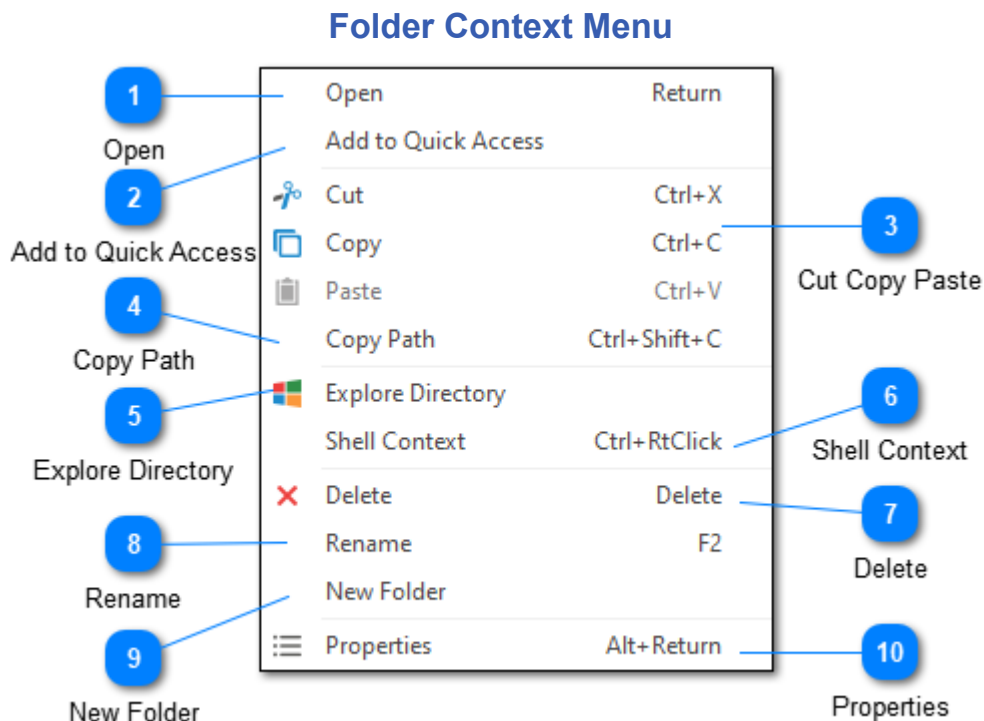 Folder Context Menu
1
Open
2
Add to Quick Access
4
Copy Path
5
Explore Directory
8
Rename
9
New Folder
Open Return
Add to Quick Access
Cut Ctrl+X
Copy Ctrl+C
Paste Ctrl+V
Copy Path Ctrl+Shift+C
Explore Directory
Shell Context Ctrl+RtClick
Delete Delete
Rename F2
New Folder
Properties Alt+Return
3
Cut Copy Paste
6
Shell Context
7
Delete
10
Properties